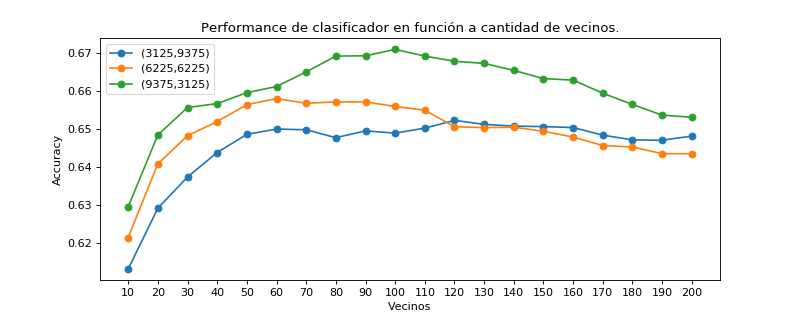 Performance de clasificador en función a cantidad de vecinos.
(3125,9375)
(6225,6225)
(9375,3125)
Accuracy
0.67
0.66
0.65
0.64
0.63
0.62
10 20 30 40 50 60 70 80 90 100 110 120 130 140 150 160 170 180 190 200
Vecinos